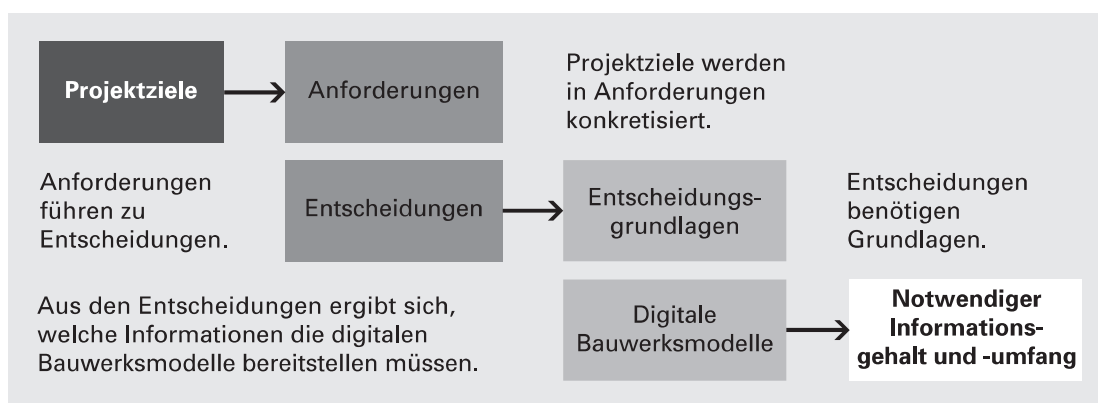 Projektziele
Anforderungen
Projektziele werden
in Anforderungen
konkretisiert.
Anforderungen
führen zu
Entscheidungen.
Entscheidungen
Entscheidungs-
grundlagen
Entscheidungen
benötigen
Grundlagen.
Aus den Entscheidungen ergibt sich,
welche Informationen die digitalen
Bauwerksmodelle bereitstellen müssen.
Digitale
Bauwerksmodelle
Notwendiger
Informations-
gehalt und -umfang